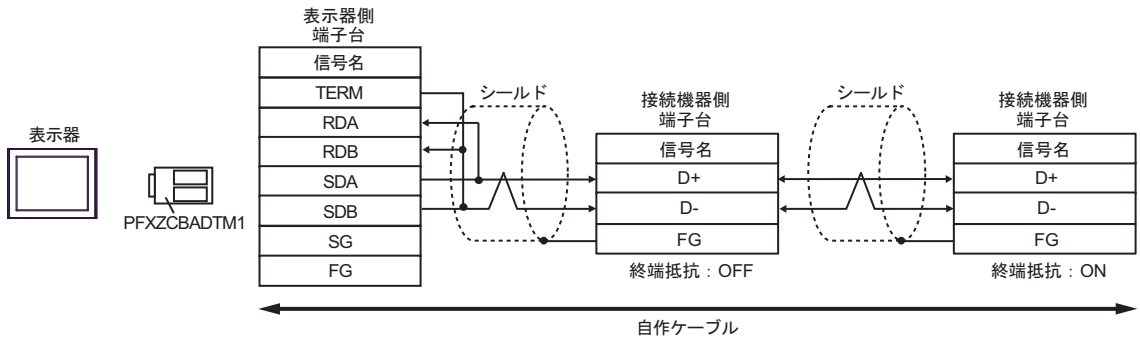 表示器
PFXZCBADTM1
表示器側
端子台
信号名
TERM
RDA
RDB
SDA
SDB
SG
FG
シールド
接続機器側
端子台
信号名
D+
D-
FG
終端抵抗：OFF
シールド
接続機器側
端子台
信号名
D+
D-
FG
終端抵抗：ON
自作ケーブル